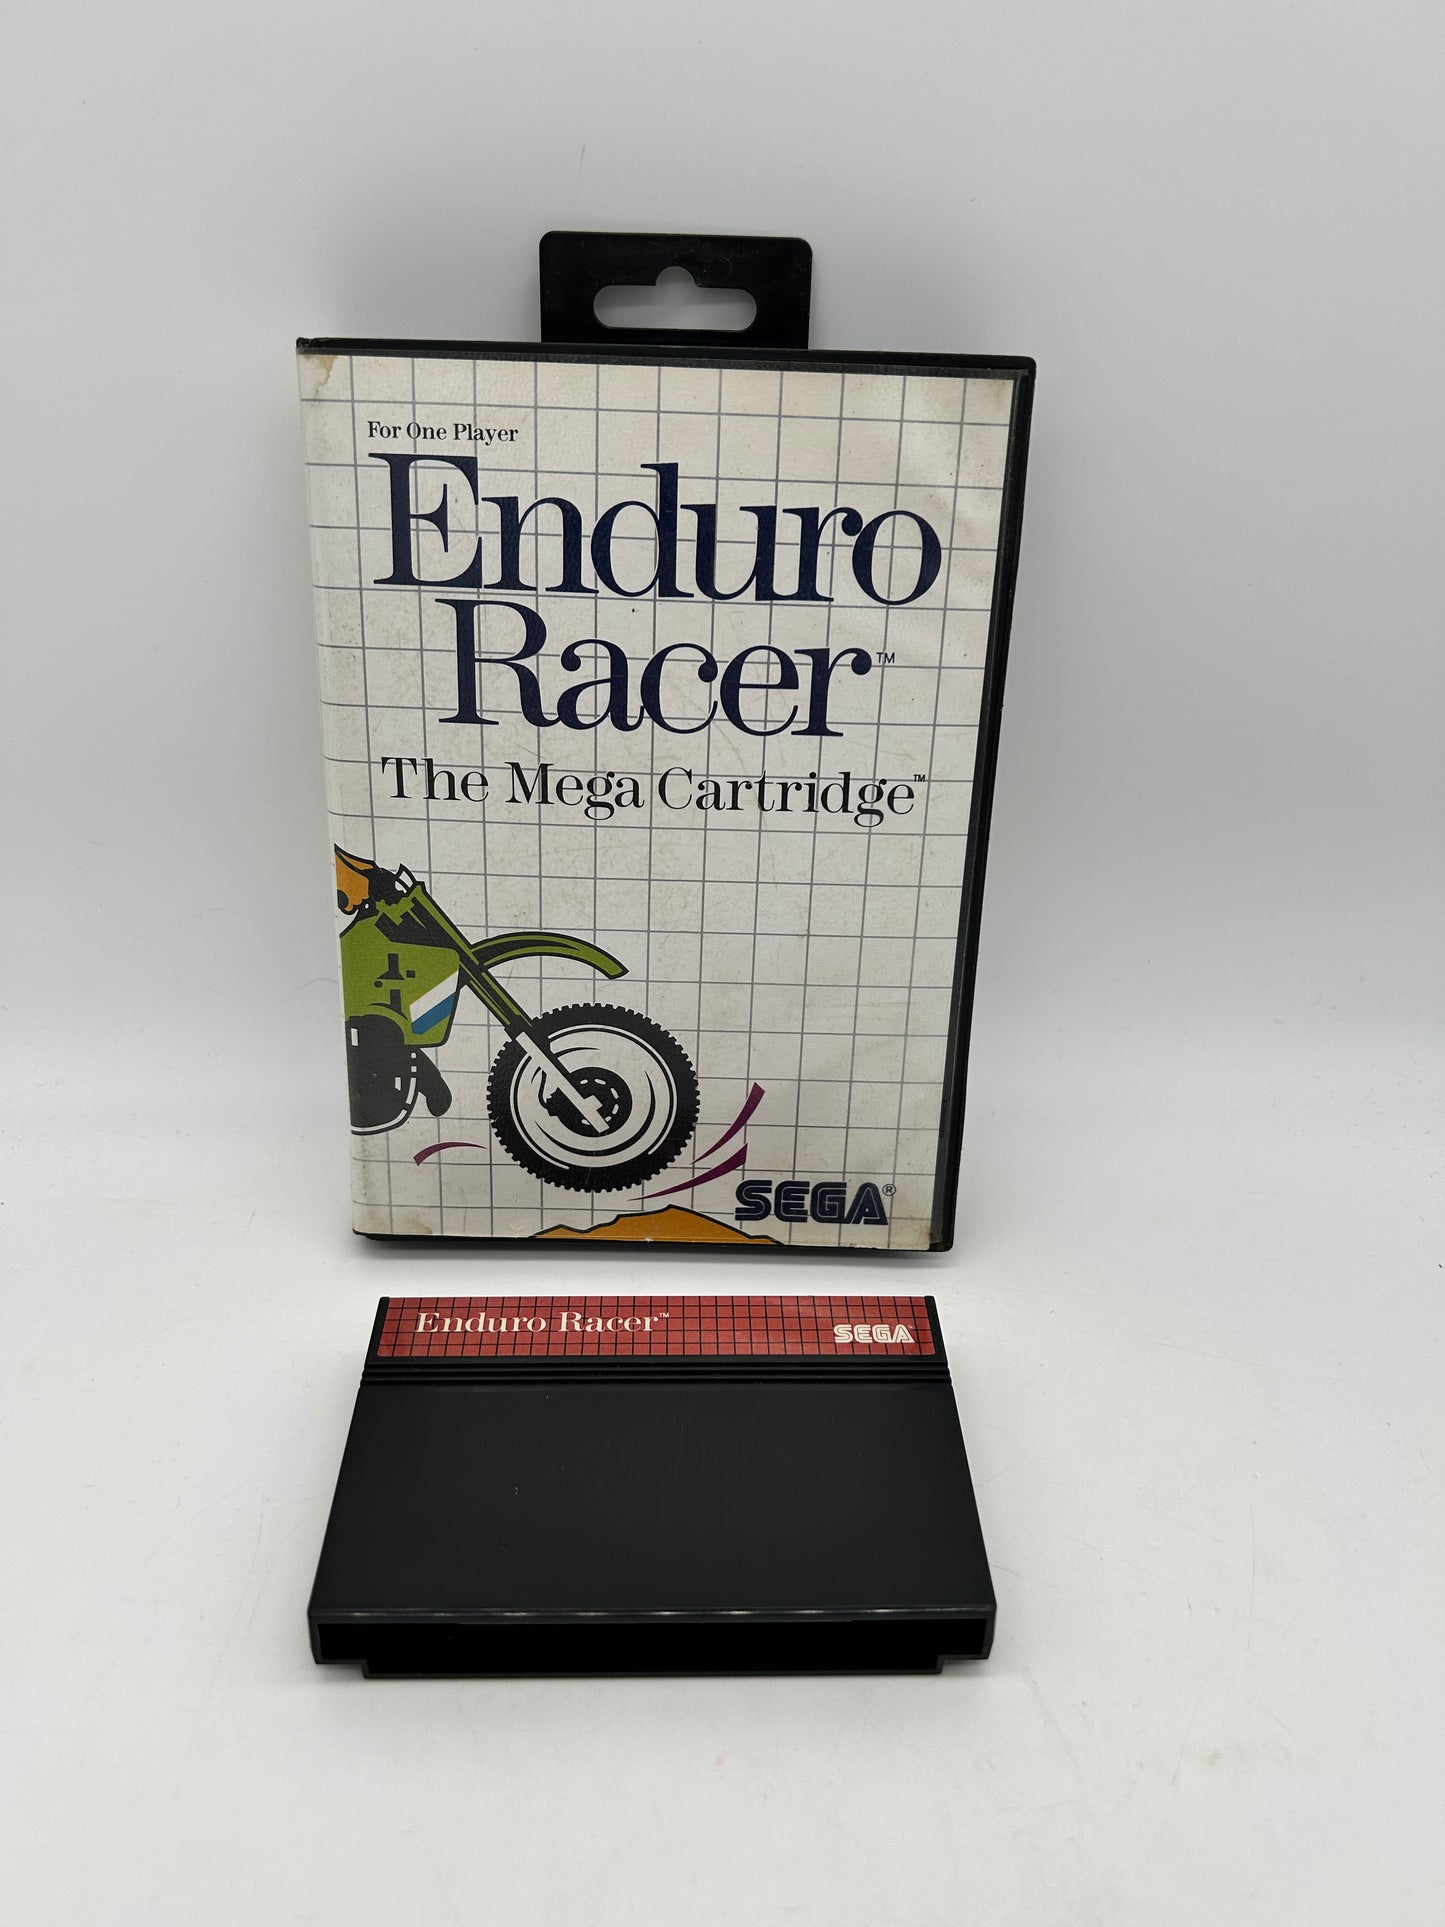 For One Player
Enduro
Racer™
The Mega Cartridge™
SEGA®
Enduro Racer™
SEGA®